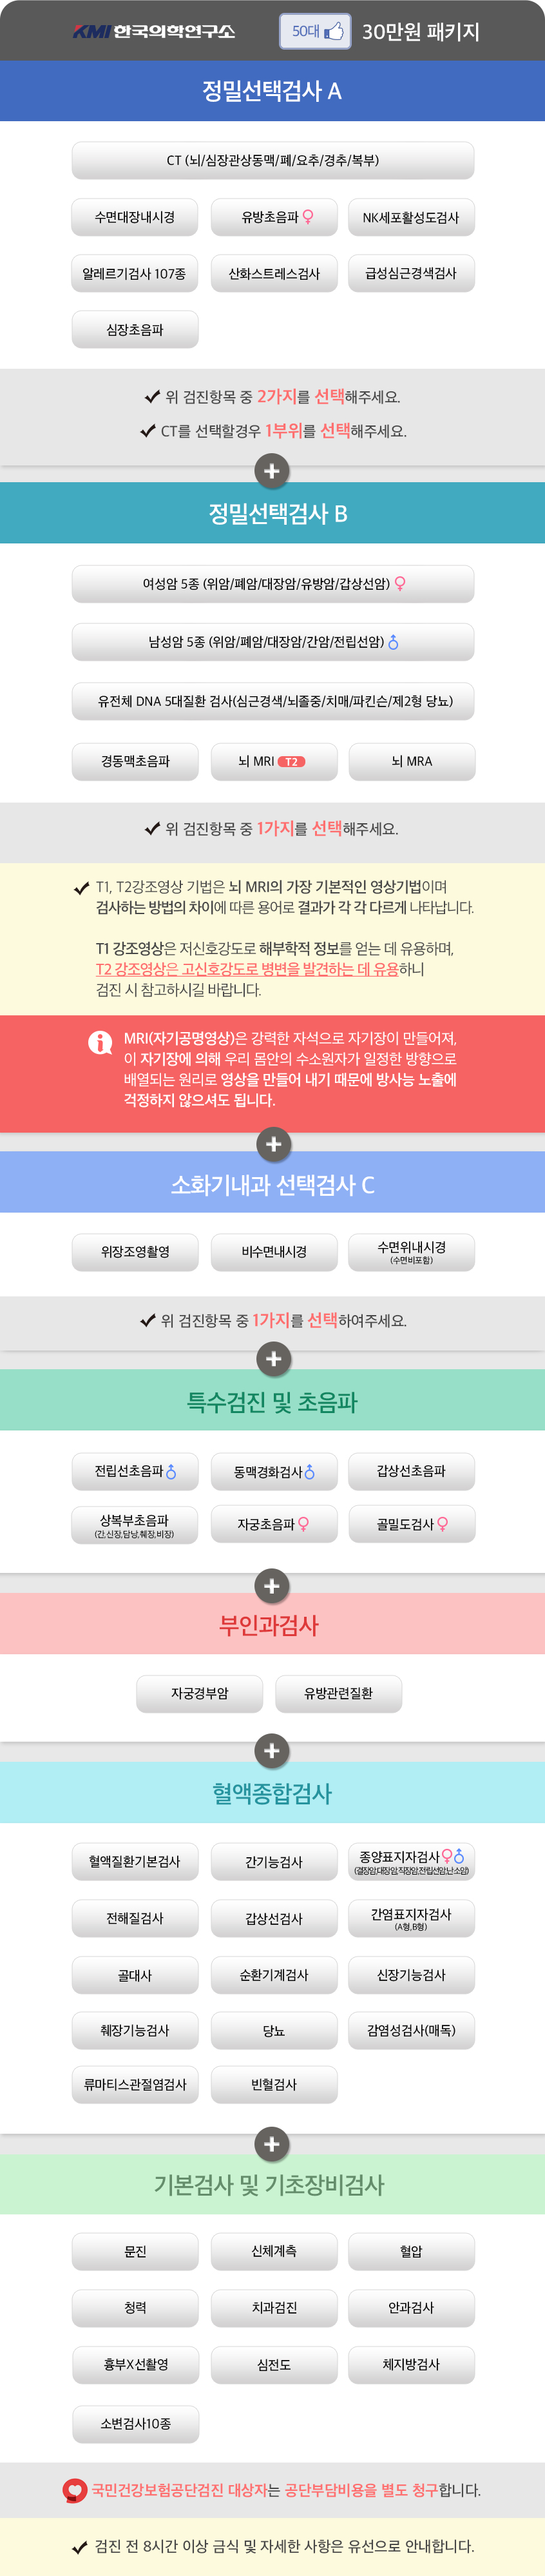 KMI 한국의학연구소 50대 30만원 패키지
정밀선택검사 A
CT (뇌/심장관상동맥/폐/요추/경추/복부)
수면대장내시경 유방초음파♀ NK세포활성도검사
알레르기검사 107종 산화스트레스검사 급성심근경색검사
심장초음파
위 검진항목 중 2가지를 선택해주세요.
CT를 선택할경우 1부위를 선택해주세요.
정밀선택검사 B
여성암 5종 (위암/폐암/대장암/유방암/갑상선암)♀
남성암 5종 (위암/폐암/대장암/간암/전립선암)♂
유전체 DNA 5대질환 검사(심근경색/뇌졸중/치매/파킨슨/제2형 당뇨)
경동맥초음파 뇌 MRI T2 뇌 MRA
위 검진항목 중 1가지를 선택해주세요.
T1, T2강조영상 기법은 뇌 MRI의 가장 기본적인 영상기법이며
검사하는 방법의 차이에 따른 용어로 결과가 각 각 다르게 나타납니다.
T1 강조영상은 저신호강도로 해부학적 정보를 얻는 데 유용하며,
T2 강조영상은 고신호강도로 병변을 발견하는 데 유용하니
검진 시 참고하시길 바랍니다.
MRI(자기공명영상)은 강력한 자석으로 자기장이 만들어져,
이 자기장에 의해 우리 몸안의 수소원자가 일정한 방향으로
배열되는 원리로 영상을 만들어 내기 때문에 방사능 노출에
걱정하지 않으셔도 됩니다.
소화기내과 선택검사 C
위장조영촬영 비수면내시경 수면위내시경
(수면비포함)
위 검진항목 중 1가지를 선택하여주세요.
특수검진 및 초음파
전립선초음파♂ 동맥경화검사♂ 갑상선초음파
상복부초음파 자궁초음파♀ 골밀도검사♀
(간,신장,담낭,췌장,비장)
부인과검사
자궁경부암 유방관련질환
혈액종합검사
혈액질환기본검사 간기능검사 종양표지자검사♀♂
(결장암,대장암,직장암,전립선암,난소암)
전해질검사 갑상선검사 간염표지자검사
(A형,B형)
골대사 순환기계검사 신장기능검사
췌장기능검사 당뇨 감염성검사(매독)
류마티스관절염검사 빈혈검사
기본검사 및 기초장비검사
문진 신체계측 혈압
청력 치과검진 안과검사
흉부X선촬영 심전도 체지방검사
소변검사10종
국민건강보험공단검진 대상자는 공단부담비용을 별도 청구합니다.
검진 전 8시간 이상 금식 및 자세한 사항은 유선으로 안내합니다.